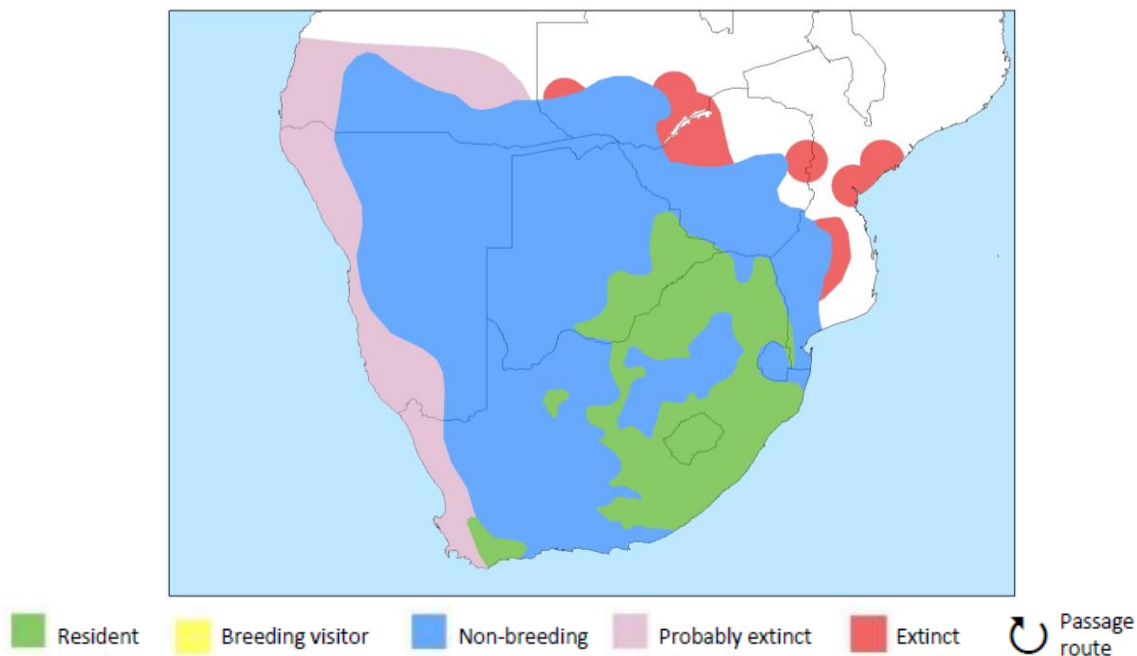 Resident
Breeding visitor
Non-breeding
Probably extinct
Extinct
Passage
route